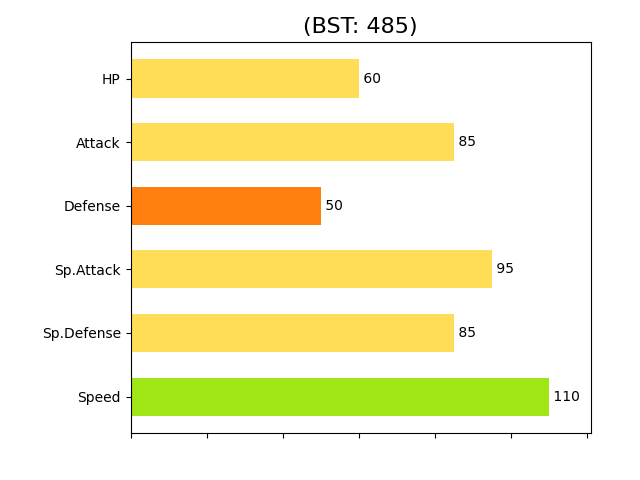 (BST: 485)
HP 60
Attack 85
Defense 50
Sp.Attack 95
Sp.Defense 85
Speed 110